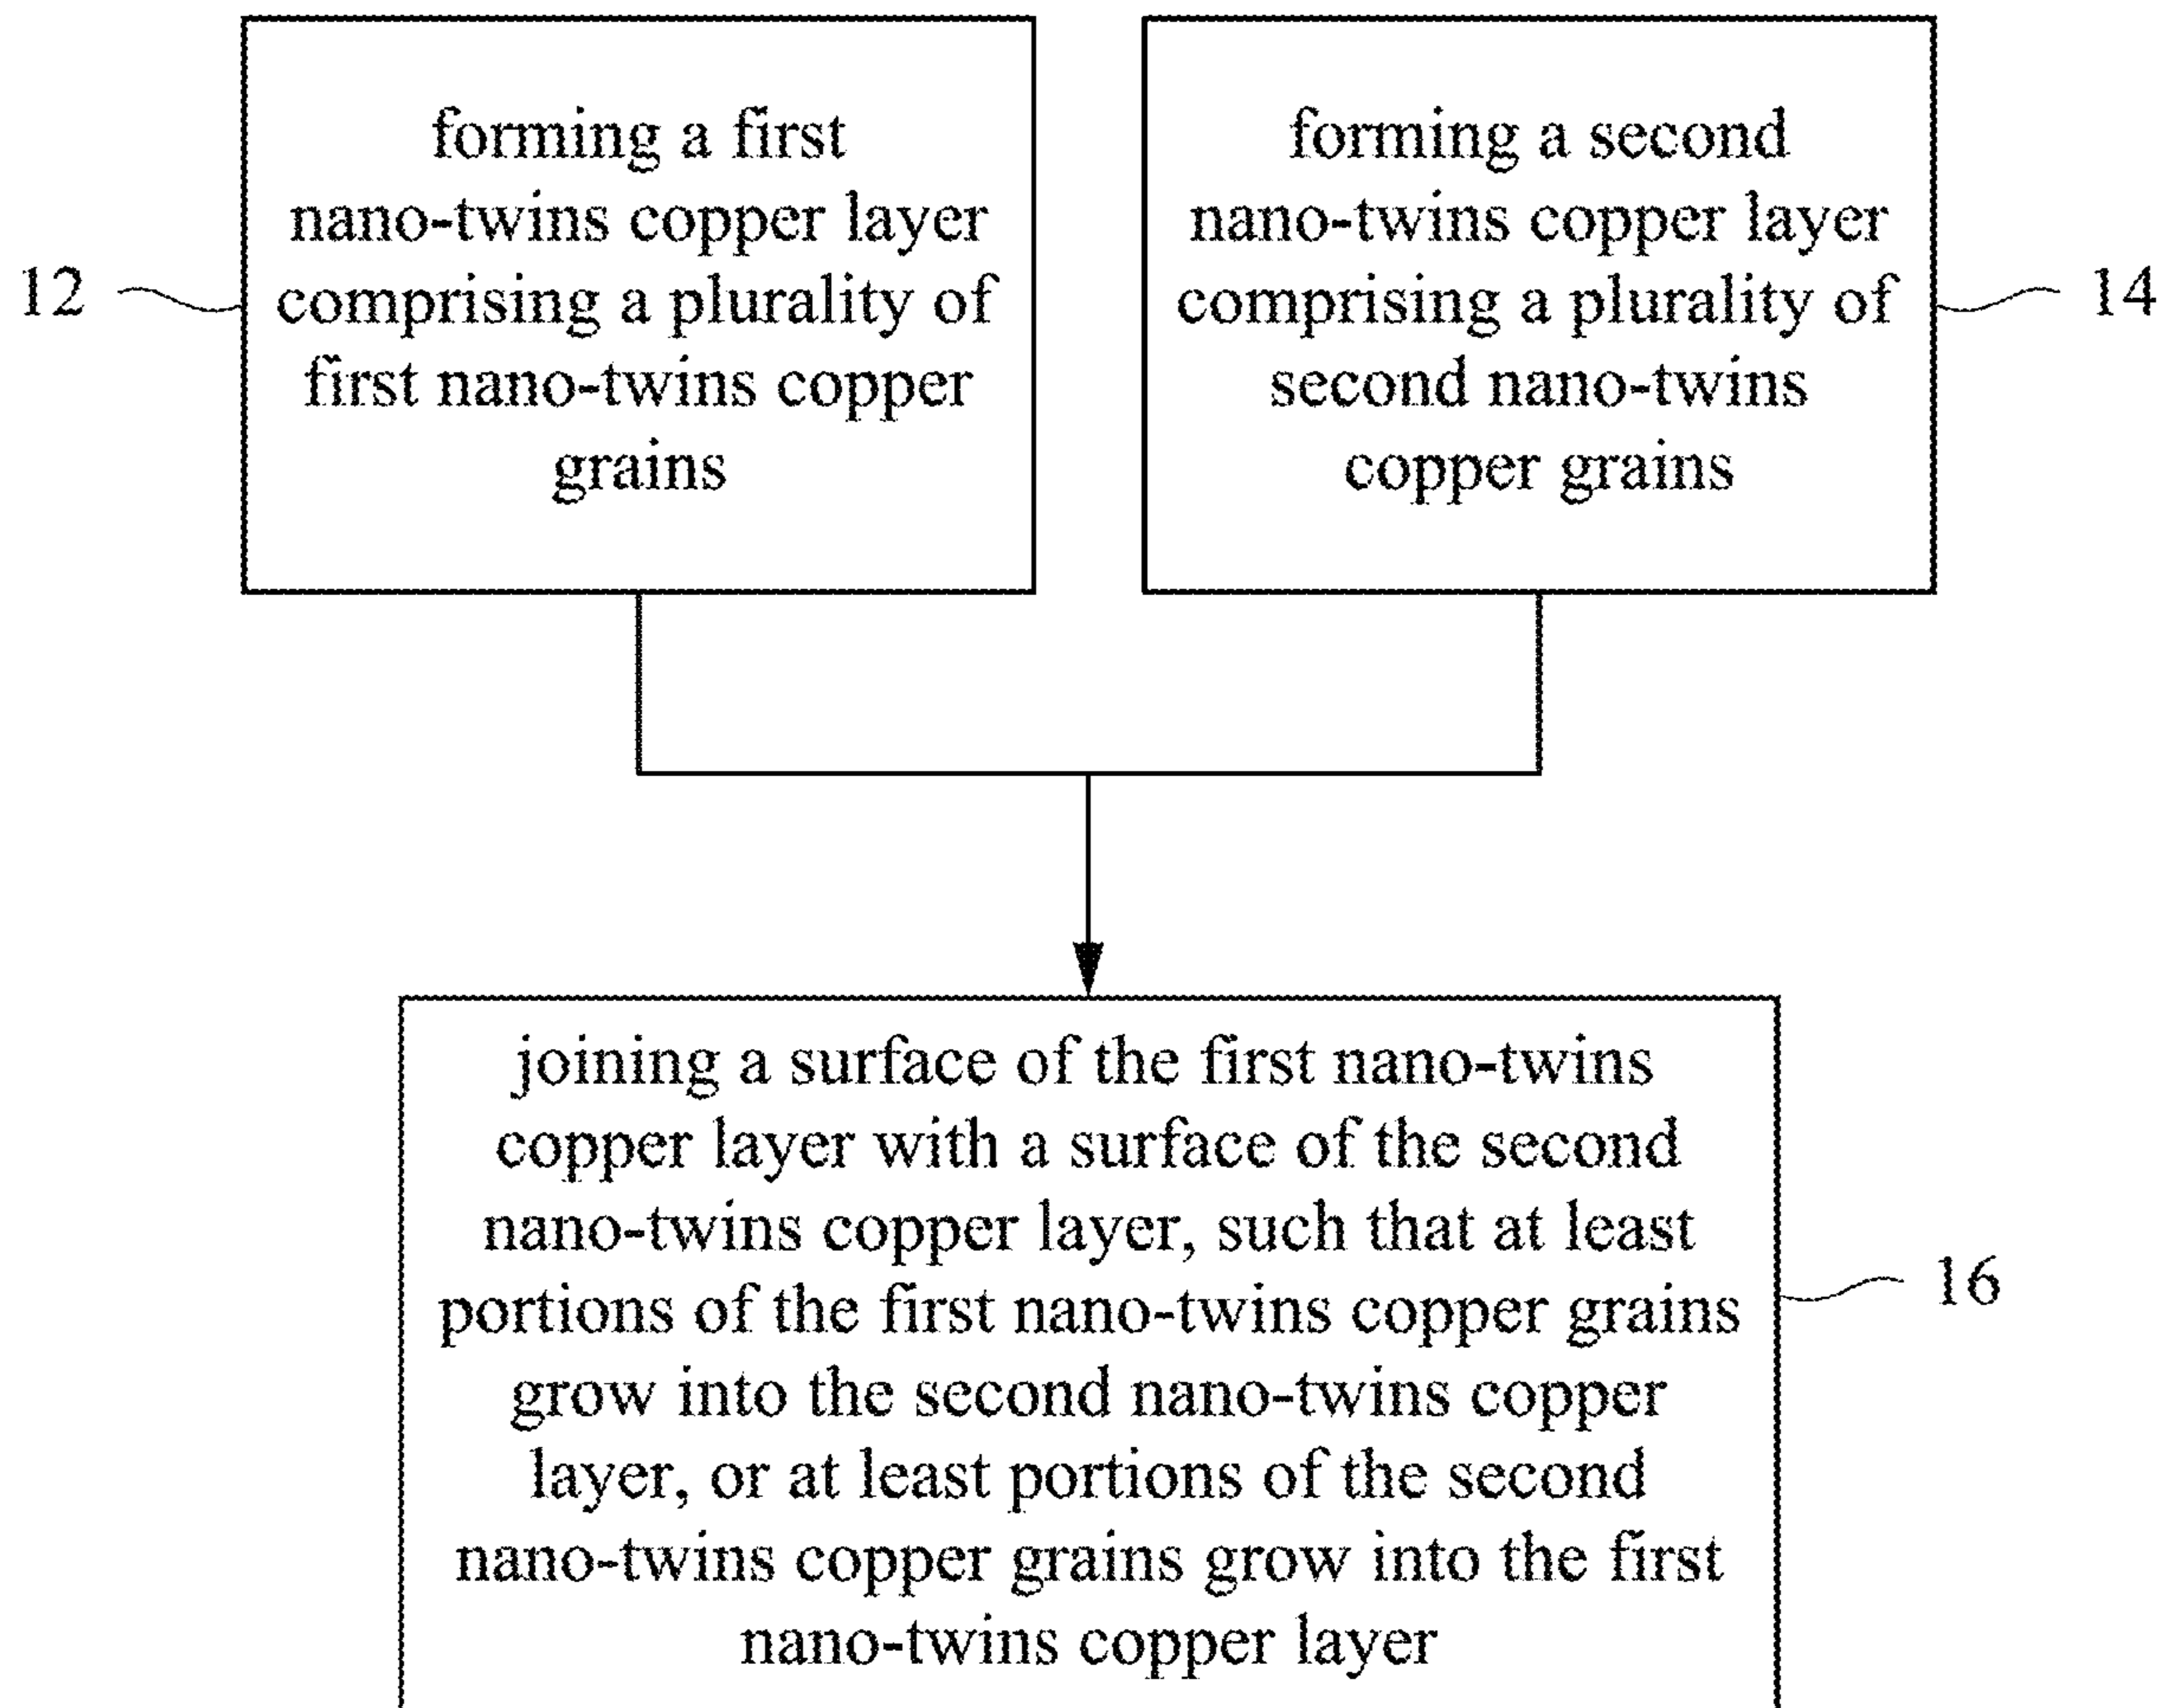 forming a first
nano-twins copper layer
comprising a plurality of
first nano-twins copper
grains
12
forming a second
nano-twins copper layer
comprising a plurality of
second nano-twins
copper grains
14
joining a surface of the first nano-twins
copper layer with a surface of the second
nano-twins copper layer, such that at least
portions of the first nano-twins copper grains
grow into the second nano-twins copper
layer, or at least portions of the second
nano-twins copper grains grow into the first
nano-twins copper layer
16